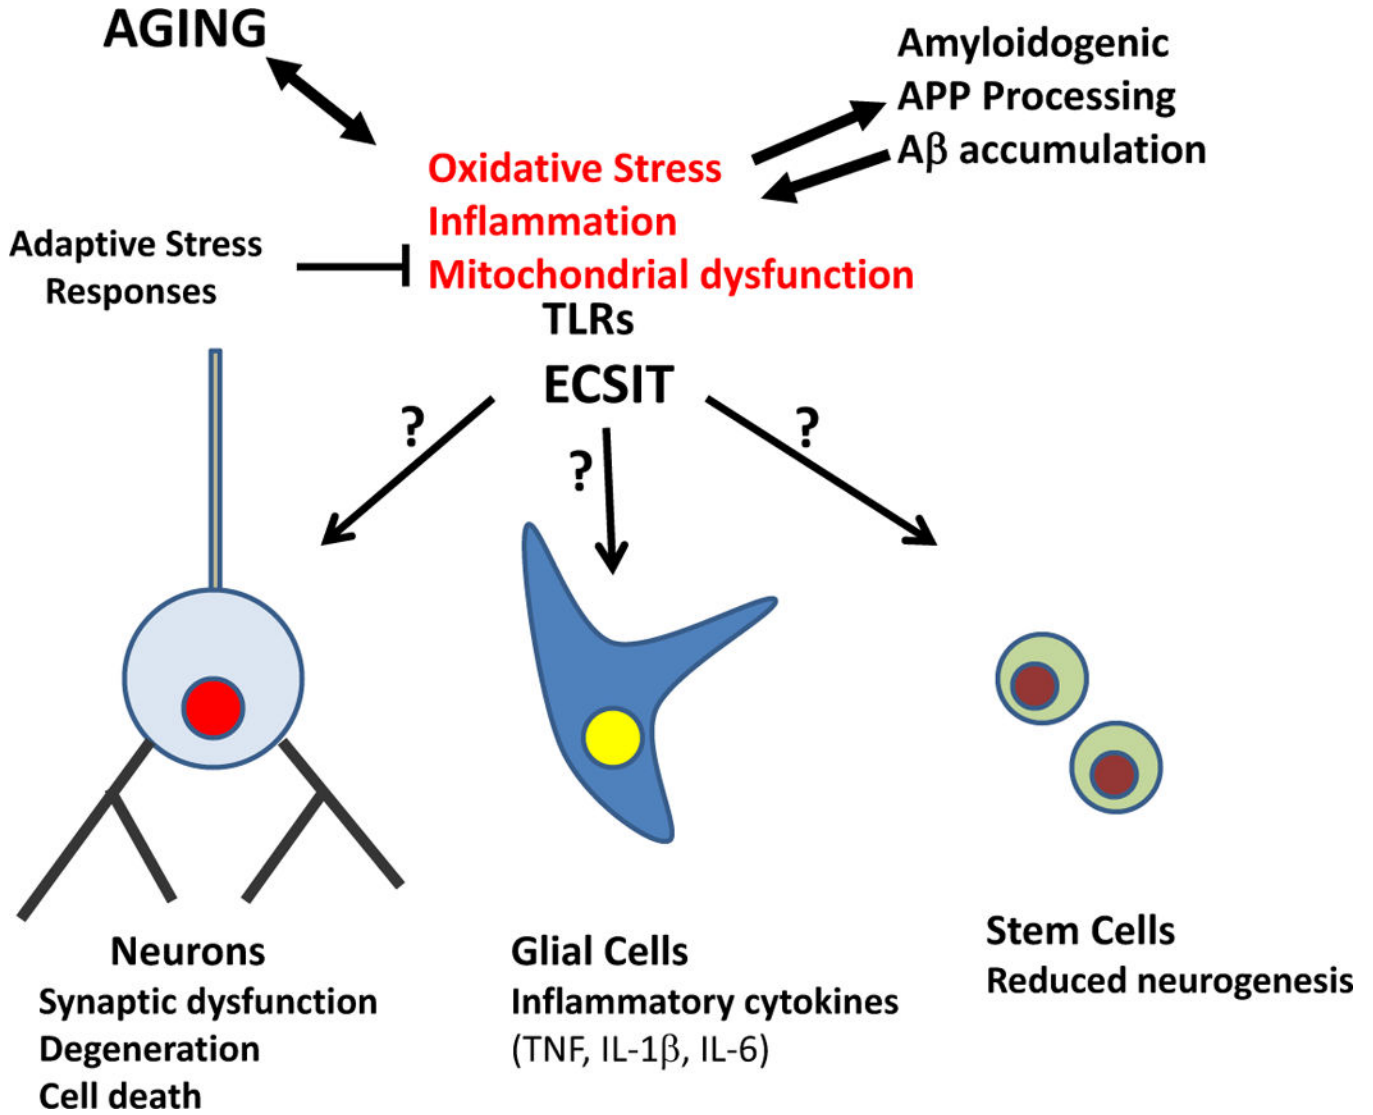 AGING
Amyloidogenic
APP Processing
Aβ accumulation
Oxidative Stress
Inflammation
Mitochondrial dysfunction
Adaptive Stress
Responses
TLRs
ECSIT
?
?
?
Neurons
Synaptic dysfunction
Degeneration
Cell death
Glial Cells
Inflammatory cytokines
(TNF, IL-1β, IL-6)
Stem Cells
Reduced neurogenesis